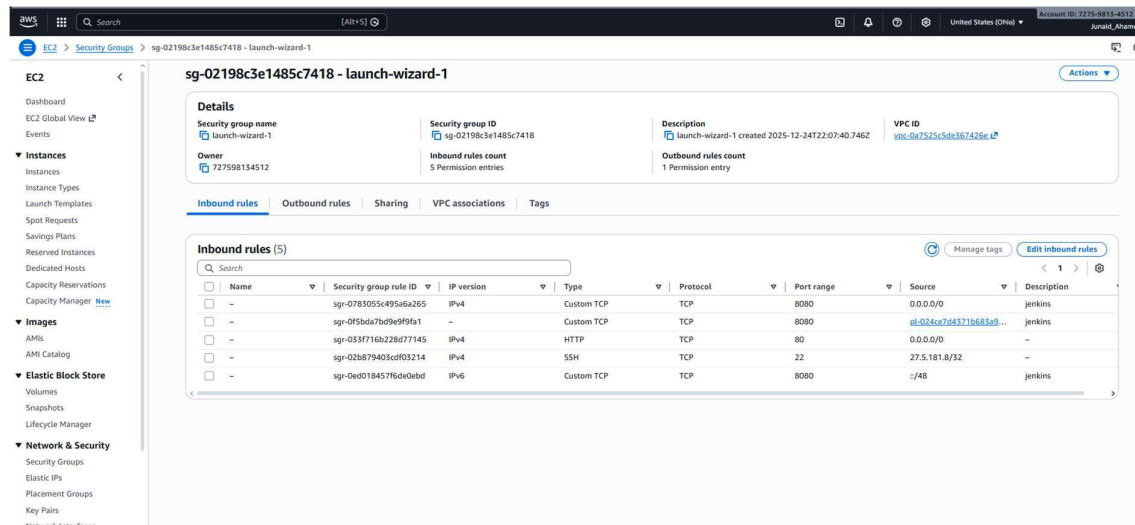 aws Search [Alt+S] United States (Ohio) Account ID: 7275-9813-4512
Junaid_Ahame
EC2 > Security Groups > sg-02198c3e1485c7418 - launch-wizard-1
EC2
Dashboard
EC2 Global View
Events
Instances
Instances
Instance Types
Launch Templates
Spot Requests
Savings Plans
Reserved Instances
Dedicated Hosts
Capacity Reservations
Capacity Manager New
Images
AMIs
AMI Catalog
Elastic Block Store
Volumes
Snapshots
Lifecycle Manager
Network & Security
Security Groups
Elastic IPs
Placement Groups
Key Pairs
sg-02198c3e1485c7418 - launch-wizard-1 Actions
Details
Security group name Security group ID Description VPC ID
launch-wizard-1 sg-02198c3e1485c7418 launch-wizard-1 created 2025-12-24T22:07:40.746Z vpc-0a7525c5de367426e
Owner Inbound rules count Outbound rules count
727598134512 5 Permission entries 1 Permission entry
Inbound rules Outbound rules Sharing VPC associations Tags
Inbound rules (5) Manage tags Edit inbound rules
Search < 1 >
Name Security group rule ID IP version Type Protocol Port range Source Description
– sgr-0783055c495a6a265 IPv4 Custom TCP TCP 8080 0.0.0.0/0 jenkins
– sgr-0f5bda7bd9e9f9fa1 – Custom TCP TCP 8080 pl-024ce7d4371b683a9... jenkins
– sgr-033f716b228d77145 IPv4 HTTP TCP 80 0.0.0.0/0 –
– sgr-02b879403cdf03214 IPv4 SSH TCP 22 27.5.181.8/32 –
– sgr-0ed018457f6de0ebd IPv6 Custom TCP TCP 8080 ::/48 jenkins